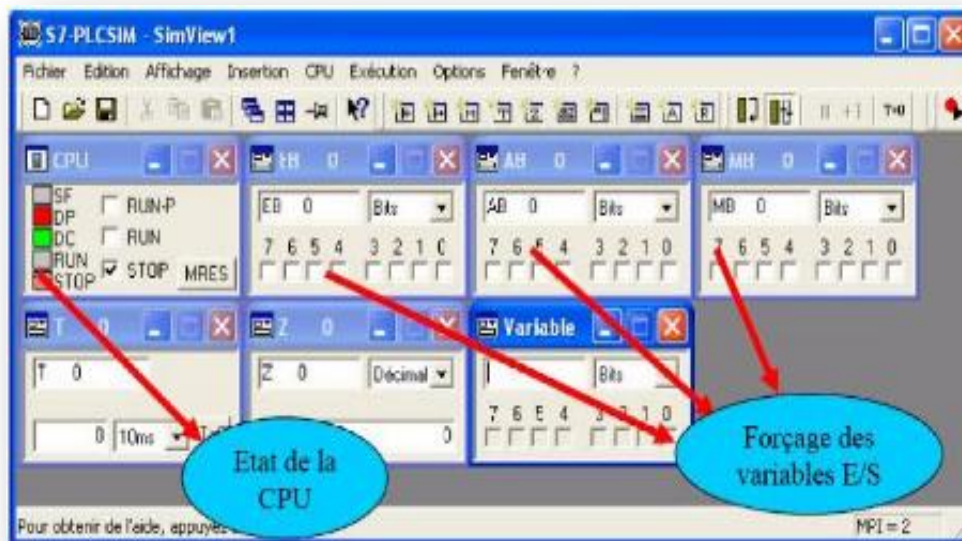 S7-PLCSIM - SimView1
Fichier Edition Affichage Insertion CPU Exécution Options Fenêtre ?
T=0
CPU
SF
DP
DC
RUN
STOP
RUN-P
RUN
STOP
MRES
EB 0
EB 0 Bits
7 6 5 4 3 2 1 0
AB 0
AB 0 Bits
7 6 5 4 3 2 1 0
MB 0
MB 0 Bits
7 6 5 4 3 2 1 0
T 0
T 0
0 10ms
Z 0
Z 0 Décimal
0
Variable
Bits
7 6 5 4 3 2 1 0
Etat de la
CPU
Forçage des
variables E/S
Pour obtenir de l'aide, appuyez
MPI = 2